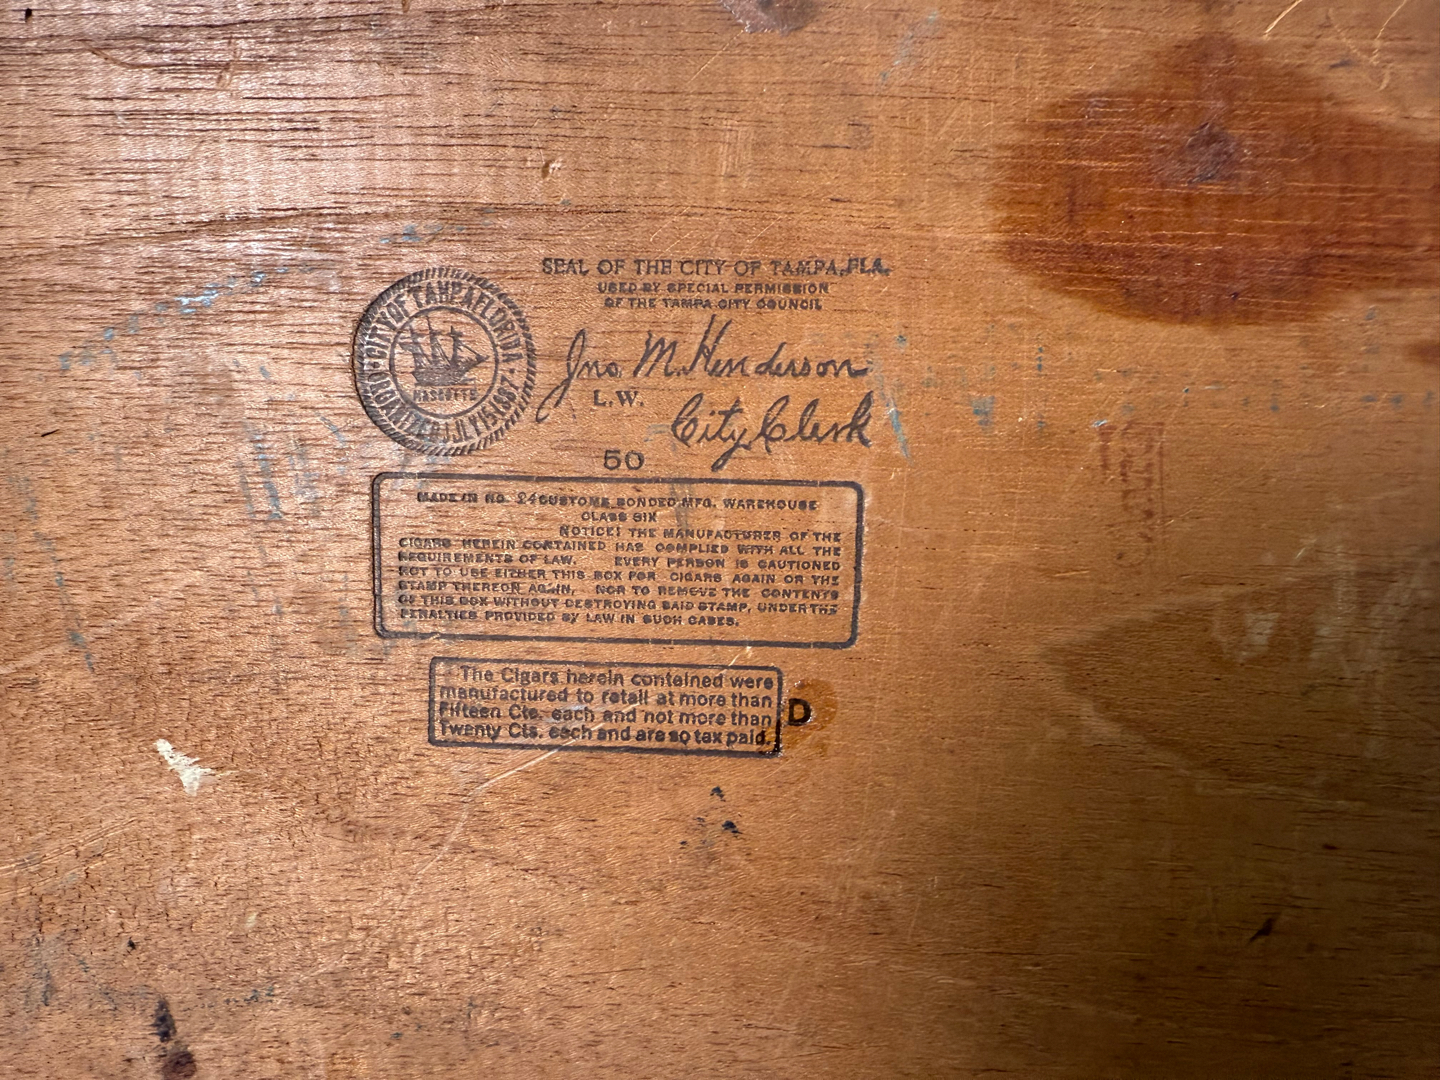 SEAL OF THE CITY OF TAMPA, FLA.
USED BY SPECIAL PERMISSION
OF THE TAMPA CITY COUNCIL
CITY OF TAMPA FLORIDA
MASCOTTE
ORGANIZED JULY 15, 1887
Jno. M. Henderson
L.W.
City Clerk
50
MADE IN NO. 24 CUSTOMS BONDED MFG. WAREHOUSE
CLASS SIX
NOTICE! THE MANUFACTURER OF THE
CIGARS HEREIN CONTAINED HAS COMPLIED WITH ALL THE
REQUIREMENTS OF LAW. EVERY PERSON IS CAUTIONED
NOT TO USE EITHER THIS BOX FOR CIGARS AGAIN OR THE
STAMP THEREON AGAIN, NOR TO REMOVE THE CONTENTS
OF THIS BOX WITHOUT DESTROYING SAID STAMP, UNDER THE
PENALTIES PROVIDED BY LAW IN SUCH CASES.
The Cigars herein contained were
manufactured to retail at more than
Fifteen Cts. each and not more than
Twenty Cts. each and are so tax paid.
D